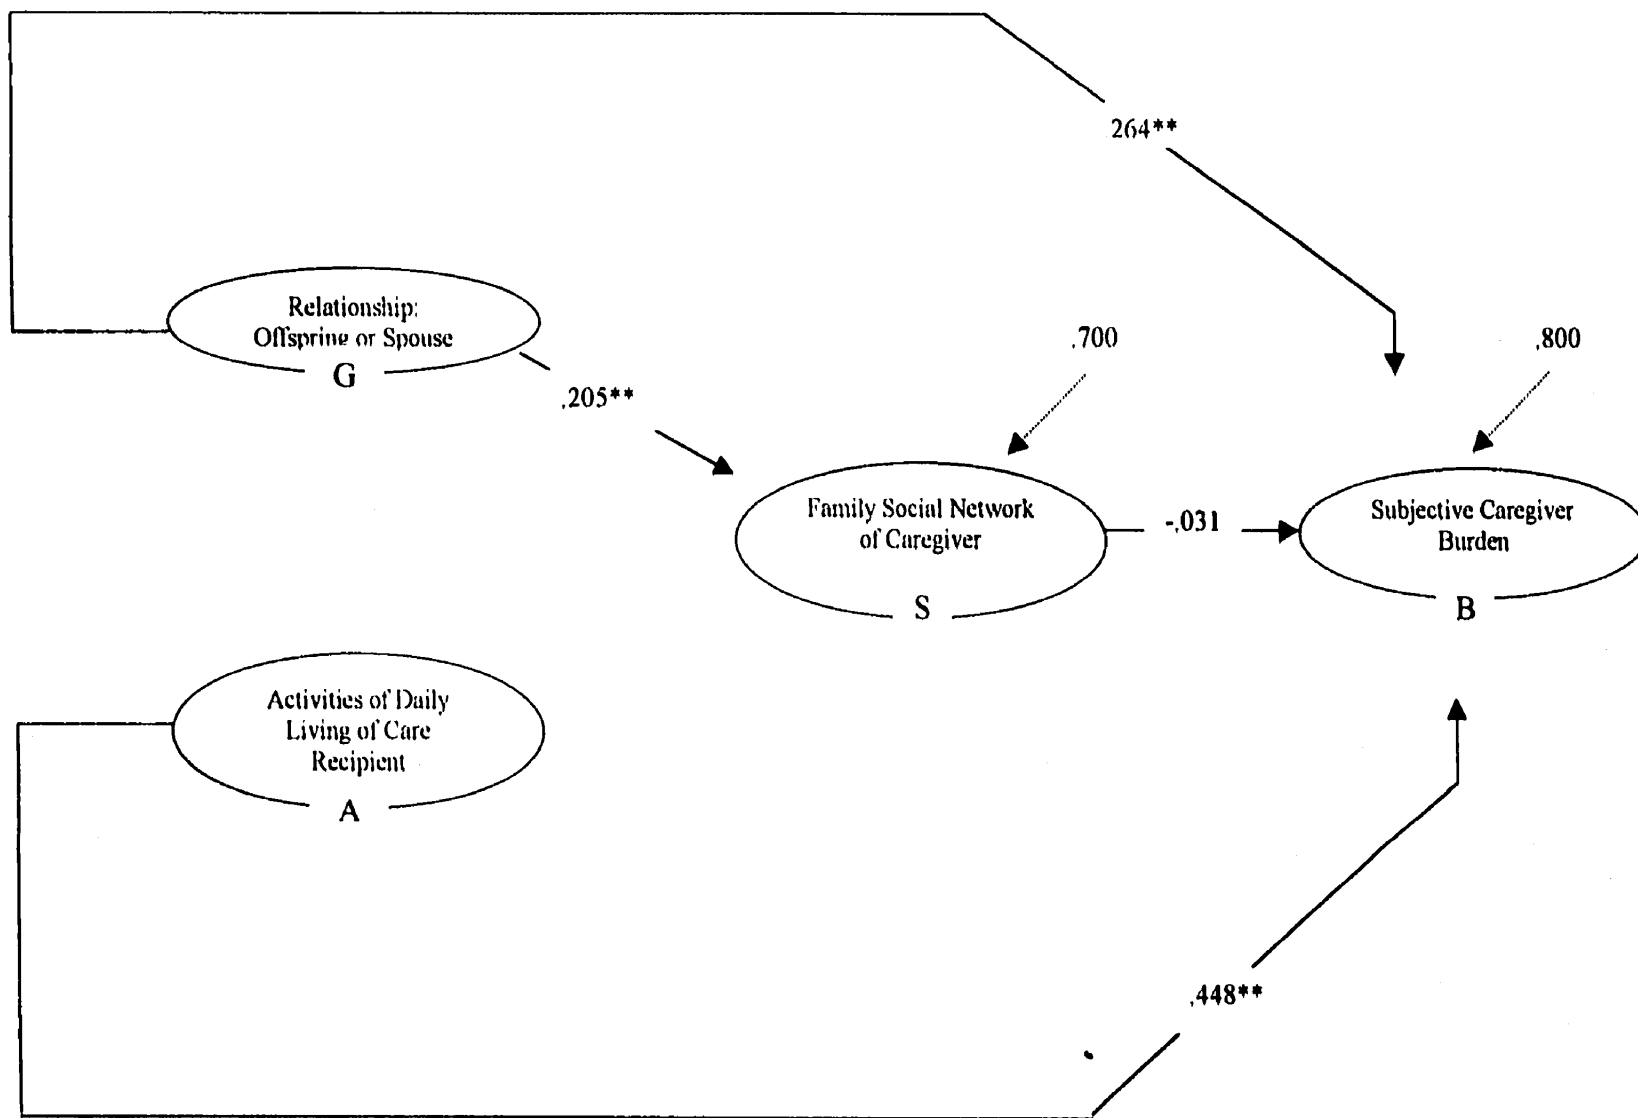 .264**
Relationship:
Offspring or Spouse
G
.205**
.700
.800
Family Social Network
of Caregiver
S
-.031
Subjective Caregiver
Burden
B
Activities of Daily
Living of Care
Recipient
A
.448**